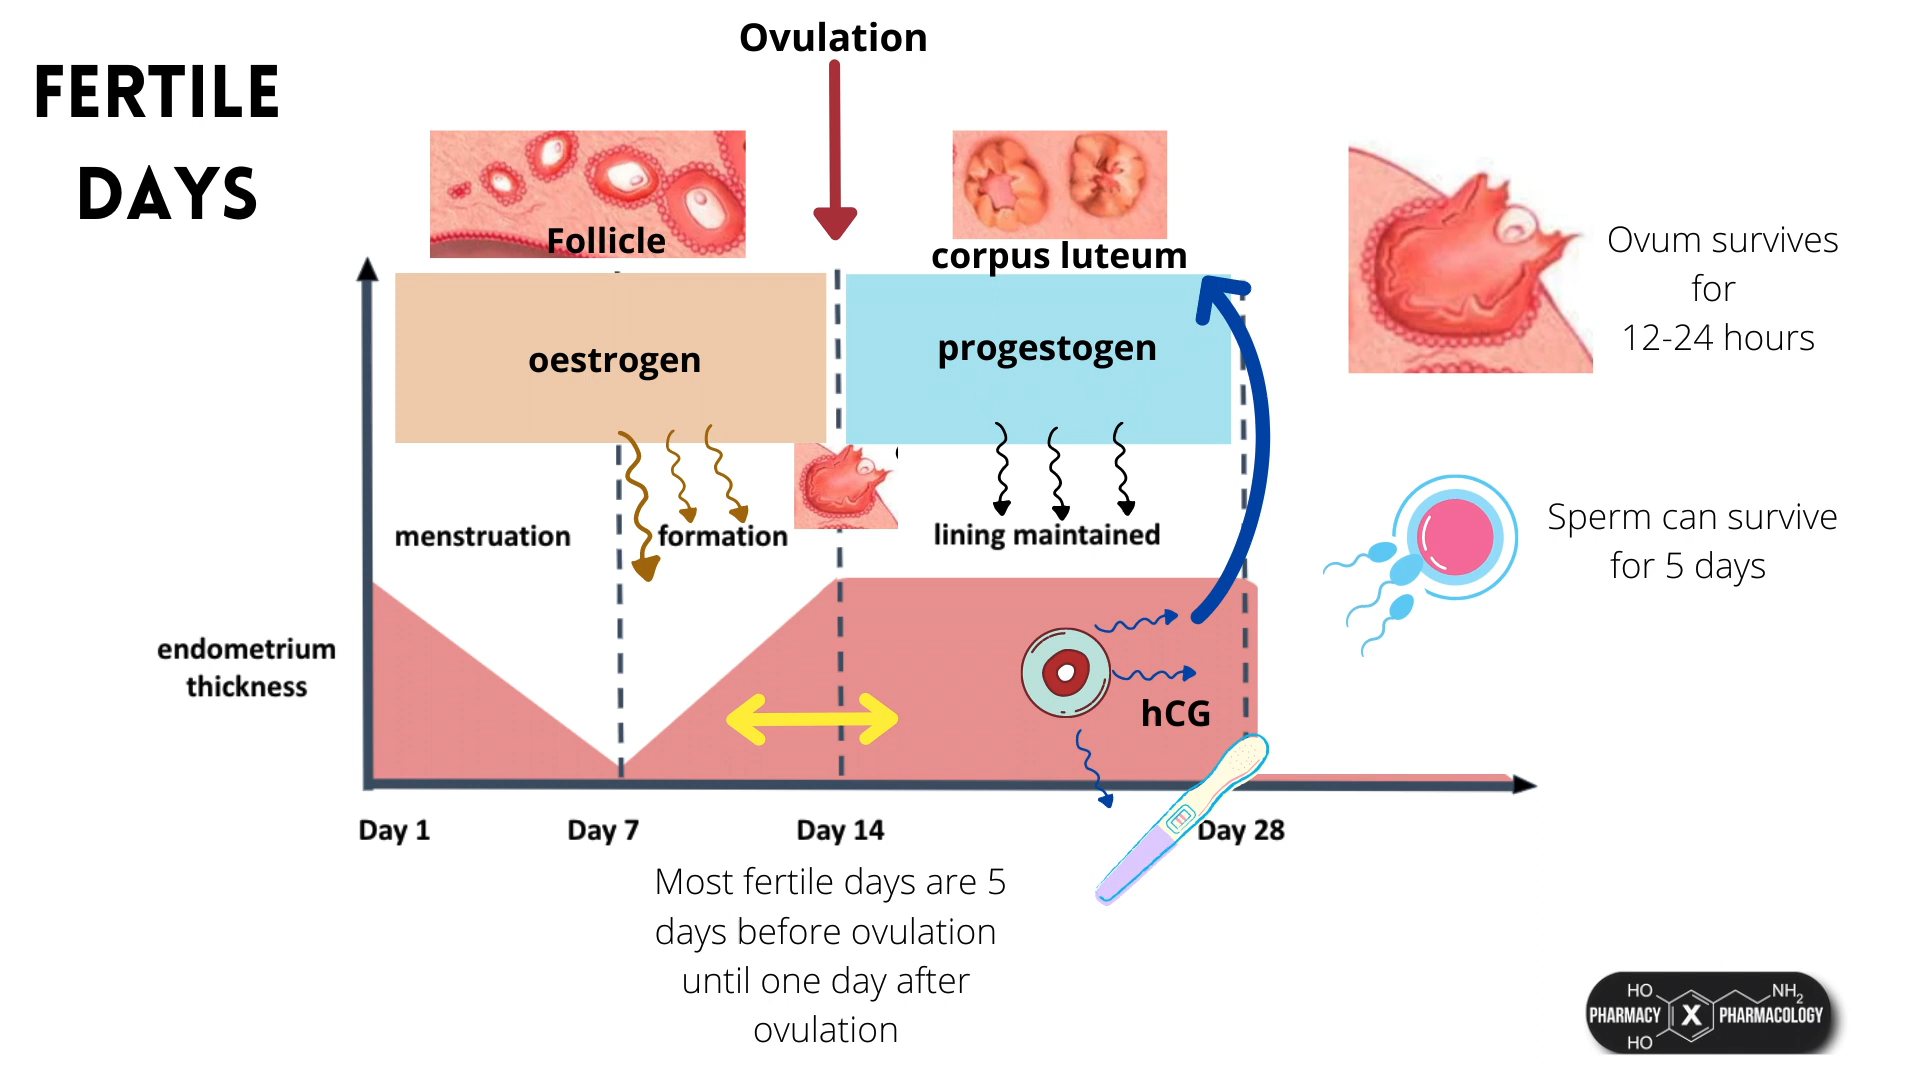 FERTILE
DAYS
Ovulation
Follicle
corpus luteum
oestrogen
progestogen
menstruation
formation
lining maintained
endometrium
thickness
hCG
Day 1
Day 7
Day 14
Day 28
Most fertile days are 5
days before ovulation
until one day after
ovulation
Ovum survives
for
12-24 hours
Sperm can survive
for 5 days
HO
NH2
PHARMACY
X
PHARMACOLOGY
HO